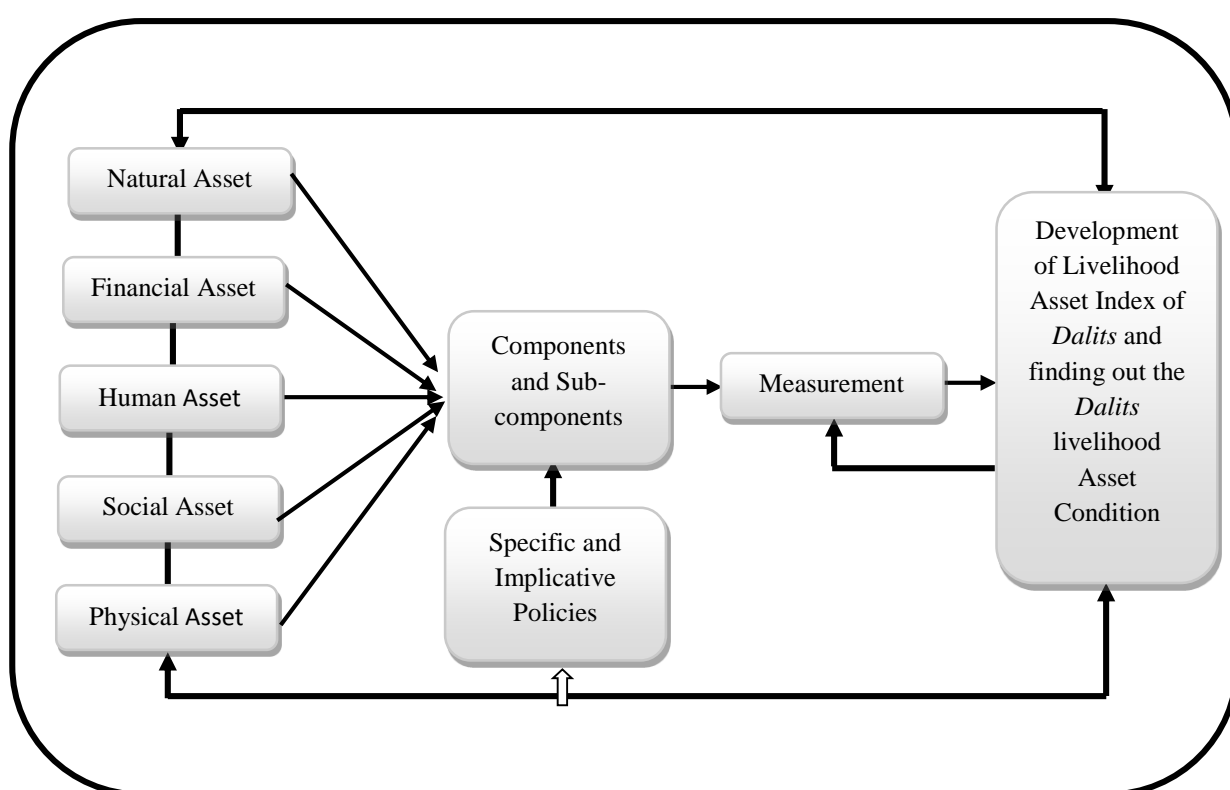 Natural Asset
Financial Asset
Human Asset
Social Asset
Physical Asset
Components
and Sub-
components
Specific and
Implicative
Policies
Measurement
Development
of Livelihood
Asset Index of
Dalits and
finding out the
Dalits
livelihood
Asset
Condition